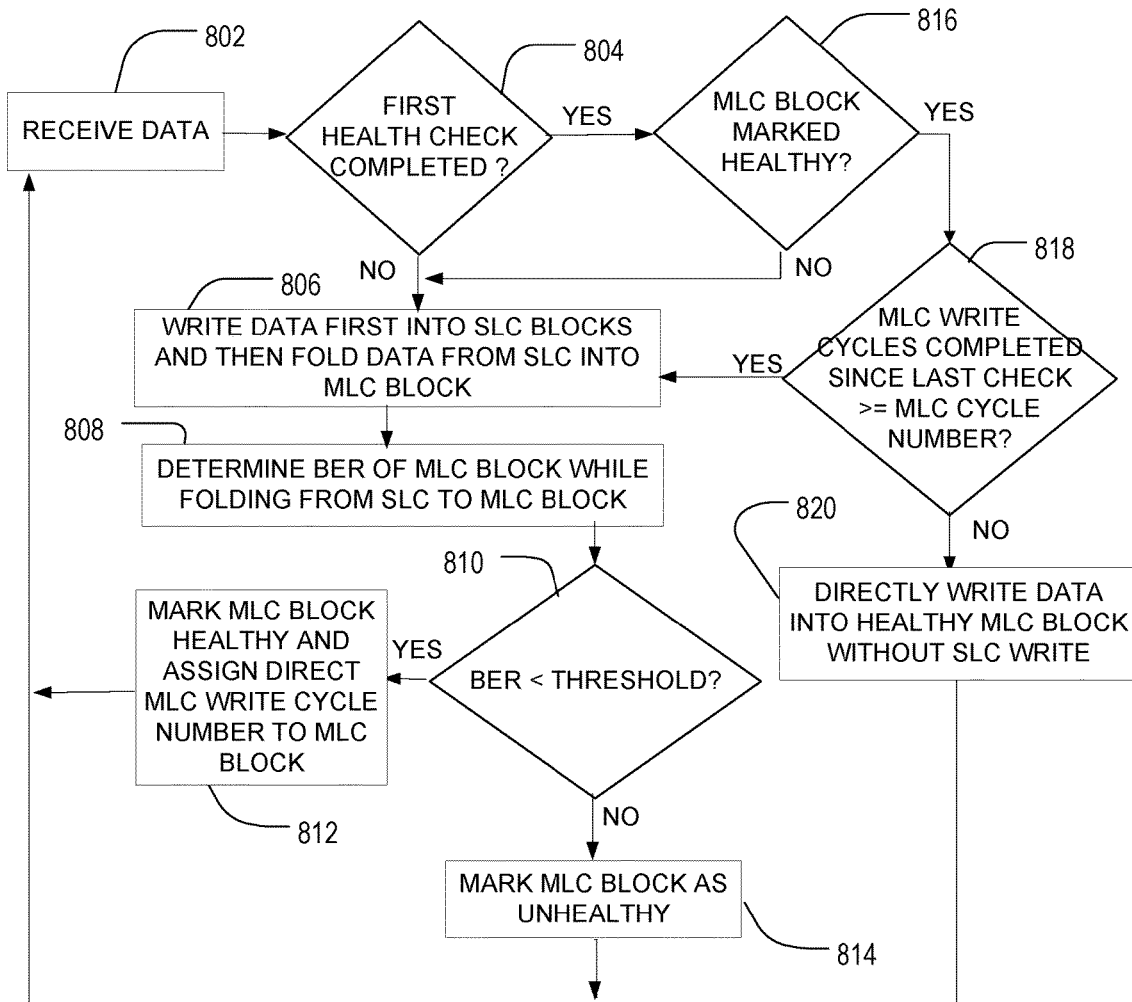 802
RECEIVE DATA
804
FIRST
HEALTH CHECK
COMPLETED ?
YES
NO
816
MLC BLOCK
MARKED
HEALTHY?
YES
NO
818
MLC WRITE
CYCLES COMPLETED
SINCE LAST CHECK
>= MLC CYCLE
NUMBER?
YES
NO
806
WRITE DATA FIRST INTO SLC BLOCKS
AND THEN FOLD DATA FROM SLC INTO
MLC BLOCK
808
DETERMINE BER OF MLC BLOCK WHILE
FOLDING FROM SLC TO MLC BLOCK
820
DIRECTLY WRITE DATA
INTO HEALTHY MLC BLOCK
WITHOUT SLC WRITE
810
BER < THRESHOLD?
YES
NO
MARK MLC BLOCK
HEALTHY AND
ASSIGN DIRECT
MLC WRITE CYCLE
NUMBER TO MLC
BLOCK
812
MARK MLC BLOCK AS
UNHEALTHY
814